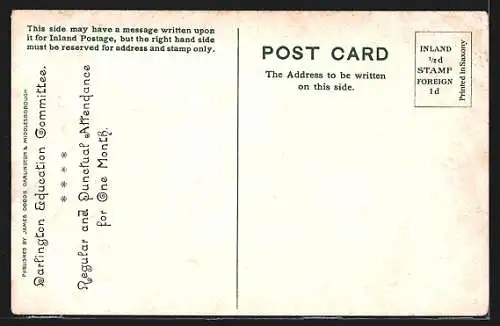 This side may have a message written upon
it for Inland Postage, but the right hand side
must be reserved for address and stamp only.
PUBLISHED BY JAMES DODDS, DARLINGTON & MIDDLESBOROUGH
Darlington Education Committee.
* * * *
Regular and Punctual Attendance
for One Month.
POST CARD
The Address to be written
on this side.
INLAND
½d
STAMP
FOREIGN
1d
Printed in Saxony